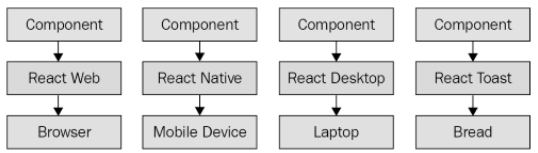 Component Component Component Component
React Web React Native React Desktop React Toast
Browser Mobile Device Laptop Bread